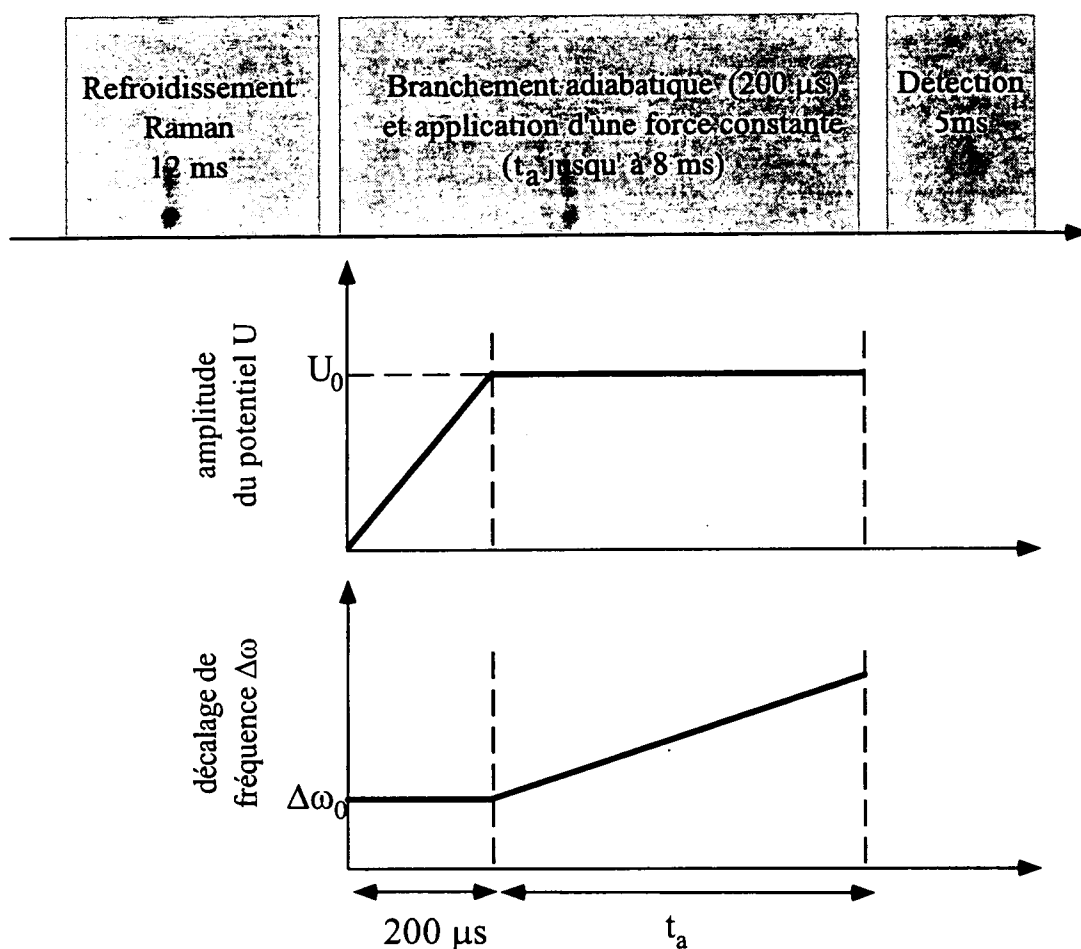 Refroidissement
Raman
12 ms
Branchement adiabatique (200 μs)
et application d'une force constante
(ta jusqu' à 8 ms)
Détection
5ms
amplitude
du potentiel U
U0
décalage de
fréquence Δω
Δω0
200 μs
ta